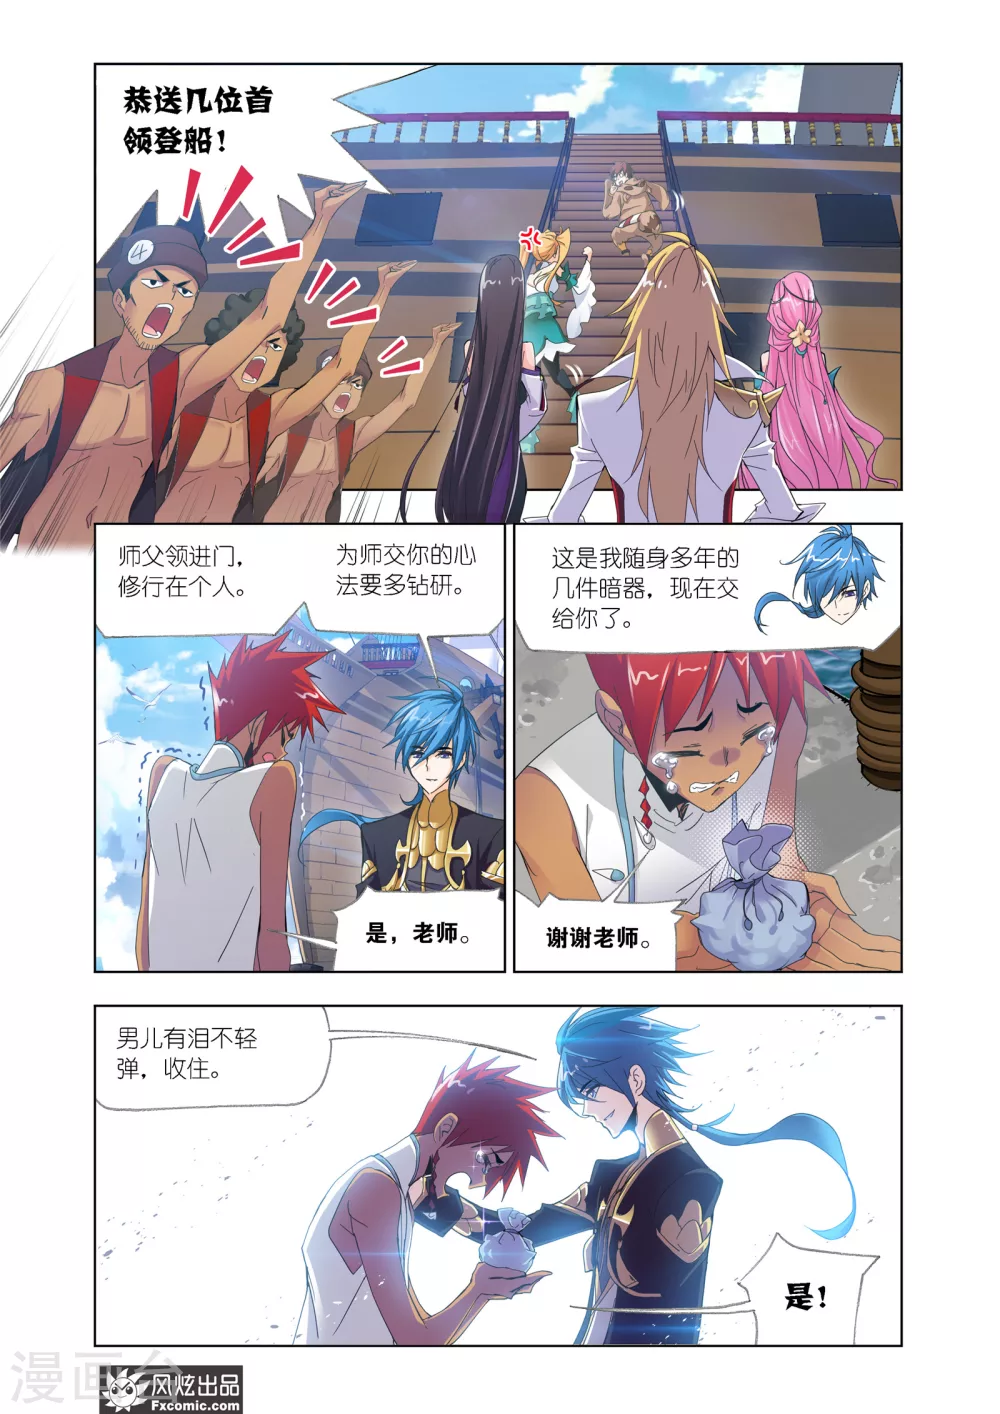 恭送几位首
领登船！
4
师父领进门，
修行在个人。
为师交你的心
法要多钻研。
是，老师。
这是我随身多年的
几件暗器，现在交
给你了。
谢谢老师。
男儿有泪不轻
弹，收住。
是！
漫画台
风炫出品
Fxcomic.com